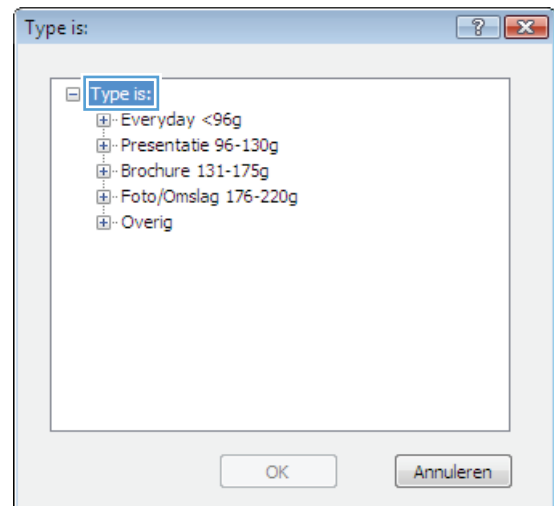 Type is:
Type is:
Everyday <96g
Presentatie 96-130g
Brochure 131-175g
Foto/Omslag 176-220g
Overig
OK
Annuleren